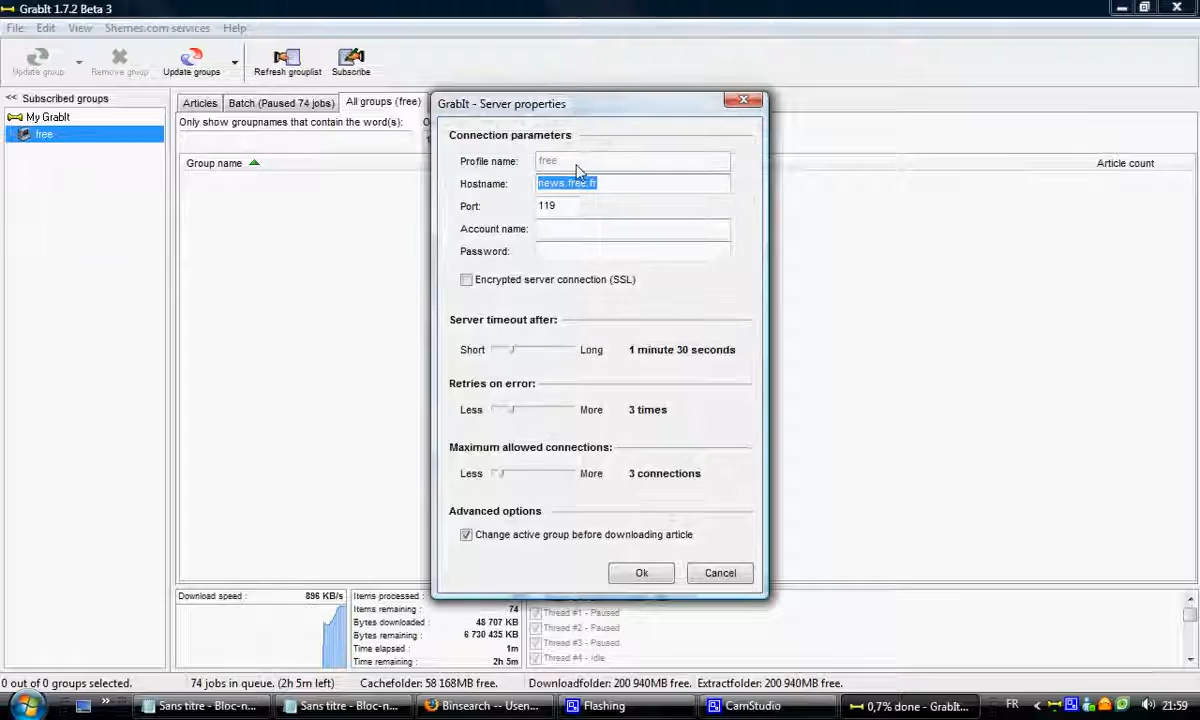 GrabIt 1.7.2 Beta 3
File Edit View Shemes.com services Help
Update group Remove group Update groups Refresh grouplist Subscribe
<< Subscribed groups
My GrabIt
free
Articles Batch (Paused 74 jobs) All groups (free)
Only show groupnames that contain the word(s):
Group name Article count
GrabIt - Server properties
Connection parameters
Profile name: free
Hostname: news.free.fr
Port: 119
Account name:
Password:
Encrypted server connection (SSL)
Server timeout after:
Short Long 1 minute 30 seconds
Retries on error:
Less More 3 times
Maximum allowed connections:
Less More 3 connections
Advanced options
Change active group before downloading article
Ok Cancel
Download speed : 896 KB/s
Items processed :
Items remaining : 74
Bytes downloaded : 48 707 KB
Bytes remaining : 6 730 435 KB
Time elapsed : 1m
Time remaining : 2h 5m
Thread #1 - Paused
Thread #2 - Paused
Thread #3 - Paused
Thread #4 - Idle
0 out of 0 groups selected. 74 jobs in queue. (2h 5m left) Cachefolder: 58 168MB free. Downloadfolder: 200 940MB free. Extractfolder: 200 940MB free.
Sans titre - Bloc-n... Sans titre - Bloc-n... Binsearch -- Usen... Flashing CamStudio 0,7% done - GrabIt... FR 21:59